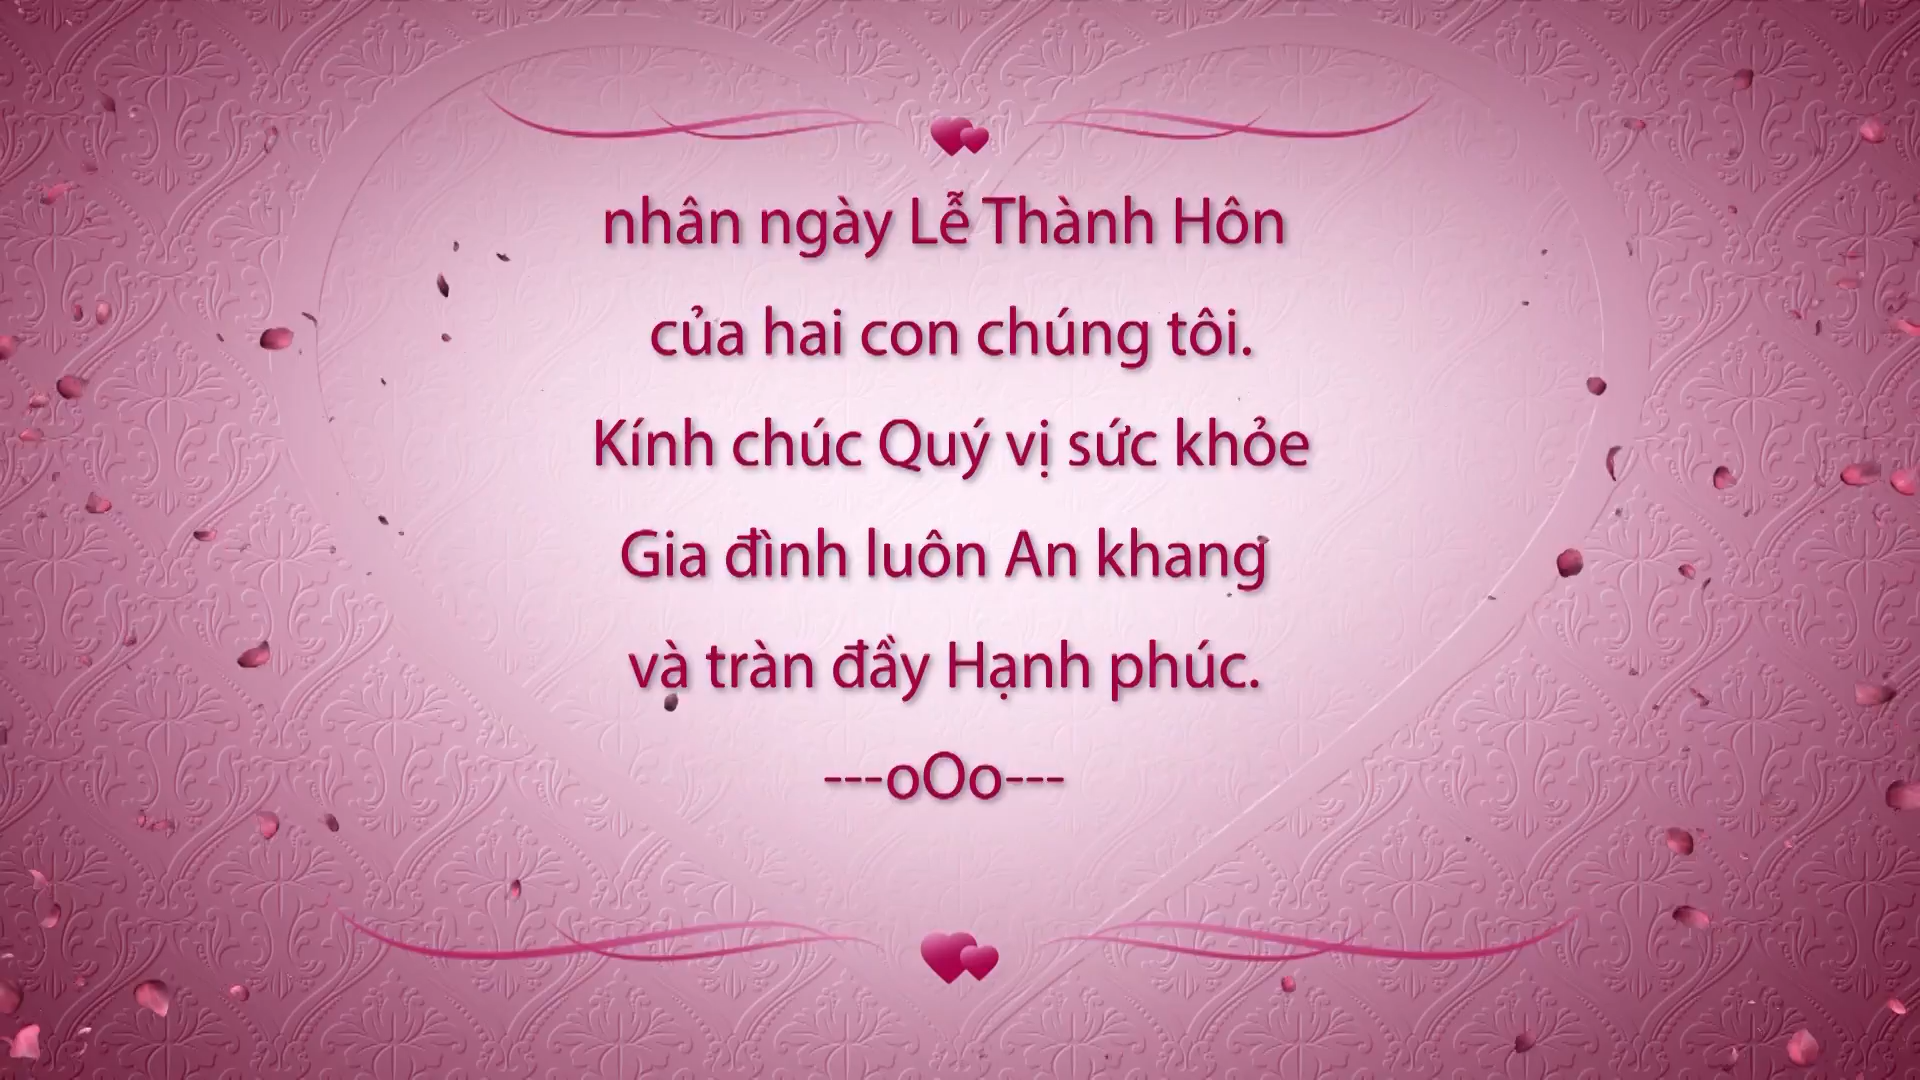 nhân ngày Lễ Thành Hôn
của hai con chúng tôi.
Kính chúc Quý vị sức khỏe
Gia đình luôn An khang
và tràn đầy Hạnh phúc.
---oOo---